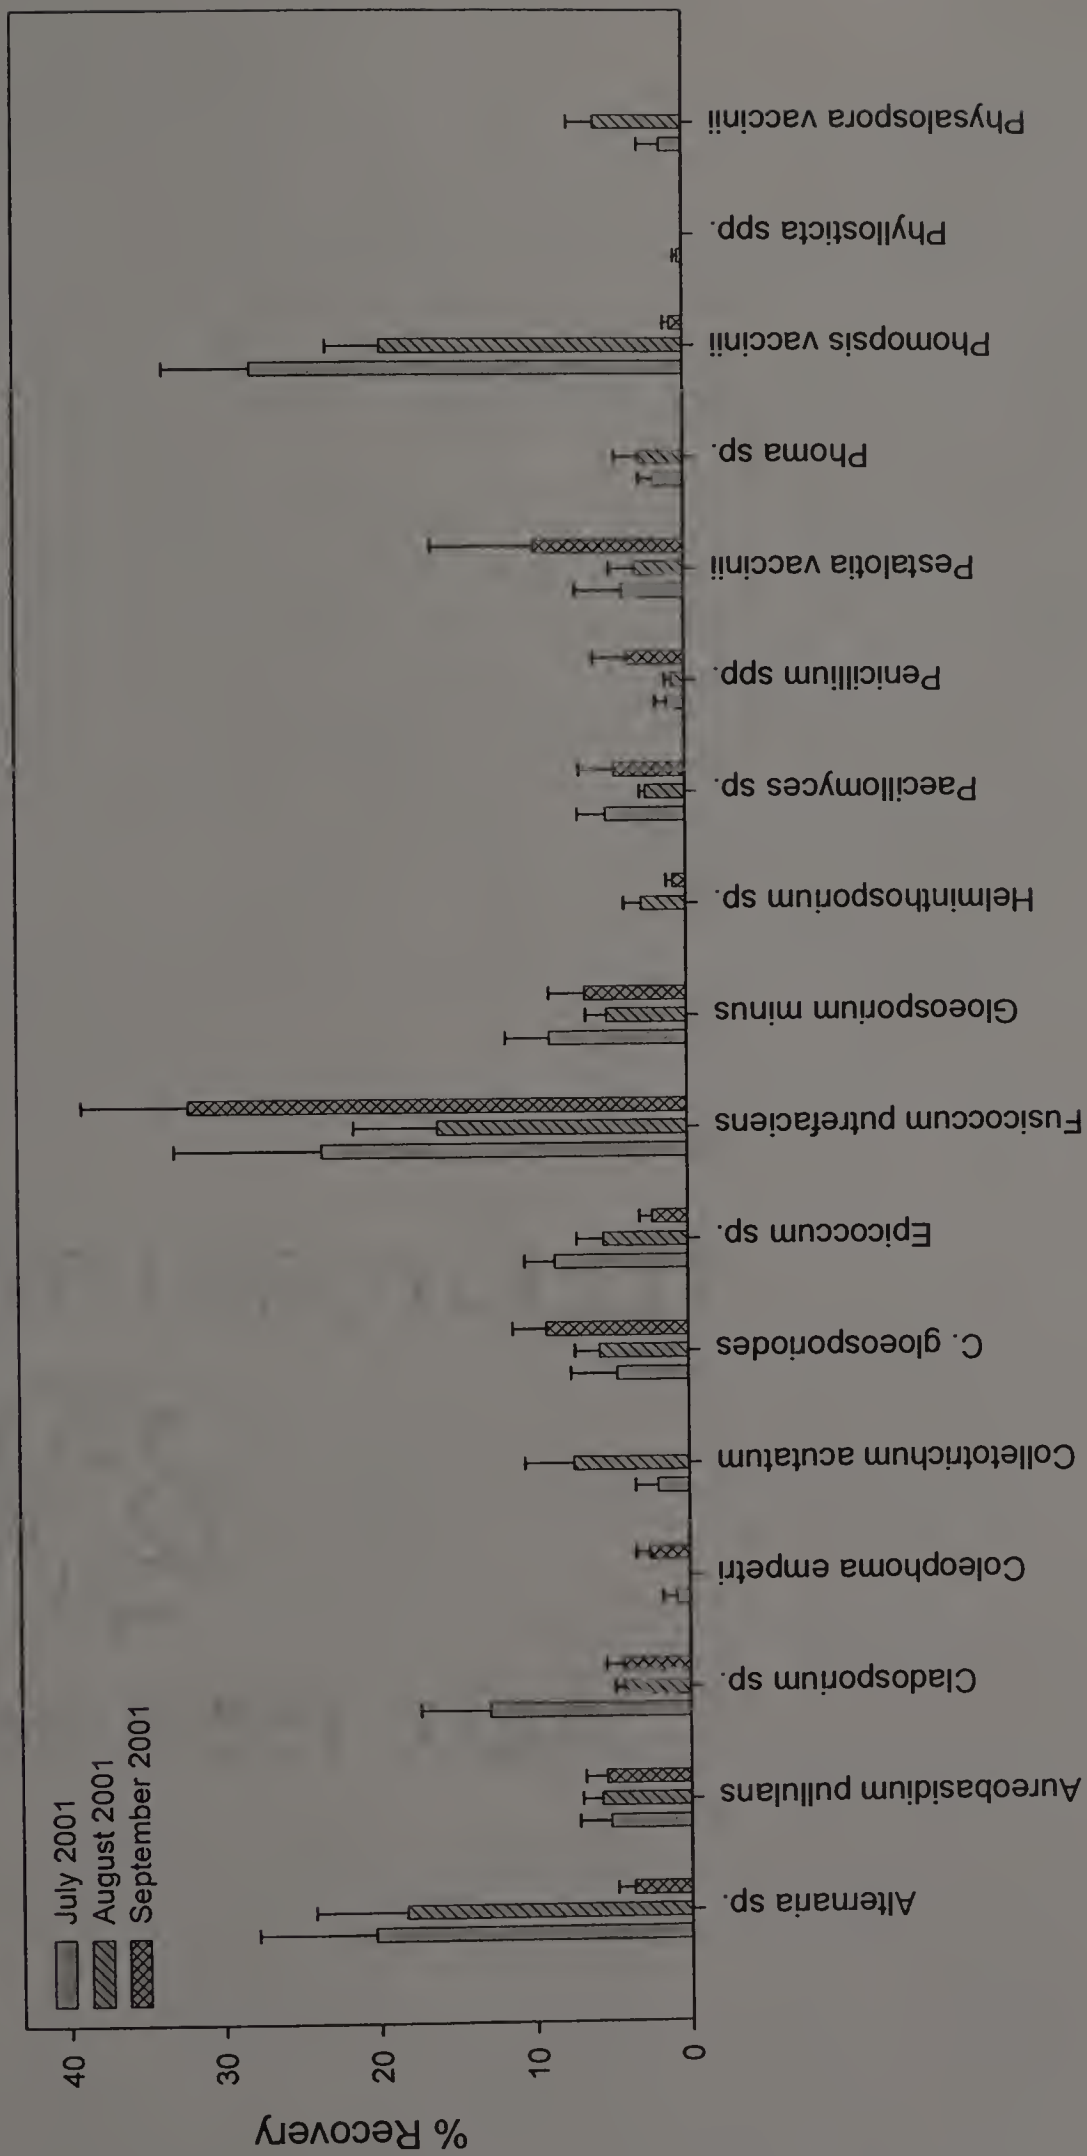 July 2001
August 2001
September 2001
% Recovery
40
30
20
10
0
Alternaria sp.
Aureobasidium pullulans
Cladosporium sp.
Coleophoma empetri
Colletotrichum acutatum
C. gloeosporiodes
Epicoccum sp.
Fusicoccum putrefaciens
Gloeosporium minus
Helminthosporium sp.
Paecillomyces sp.
Penicillium spp.
Pestalotia vaccinii
Phoma sp.
Phomopsis vaccinii
Phyllosticta spp.
Physalospora vaccinii